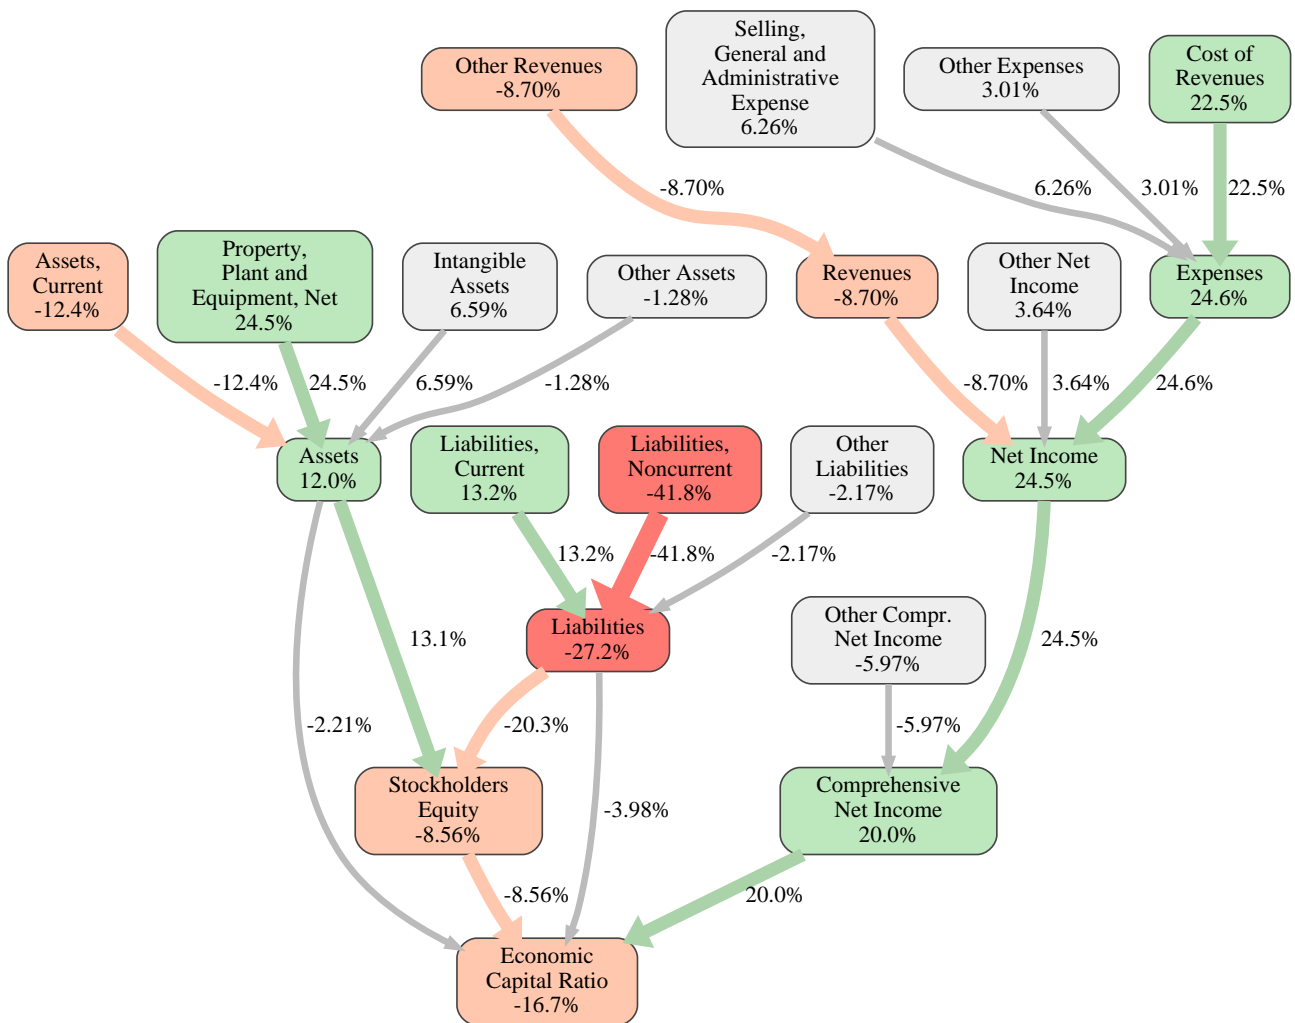 Selling,
General and
Administrative
Expense
6.26%
Other Revenues
-8.70%
Other Expenses
3.01%
Cost of
Revenues
22.5%
-8.70%
6.26%
3.01%
22.5%
Assets,
Current
-12.4%
Property,
Plant and
Equipment, Net
24.5%
Intangible
Assets
6.59%
Other Assets
-1.28%
Revenues
-8.70%
Other Net
Income
3.64%
Expenses
24.6%
-12.4%
24.5%
6.59%
-1.28%
-8.70%
3.64%
24.6%
Assets
12.0%
Liabilities,
Current
13.2%
Liabilities,
Noncurrent
-41.8%
Other
Liabilities
-2.17%
Net Income
24.5%
13.2%
-41.8%
-2.17%
13.1%
Liabilities
-27.2%
Other Compr.
Net Income
-5.97%
24.5%
-2.21%
-20.3%
-5.97%
Stockholders
Equity
-8.56%
-3.98%
Comprehensive
Net Income
20.0%
-8.56%
20.0%
Economic
Capital Ratio
-16.7%